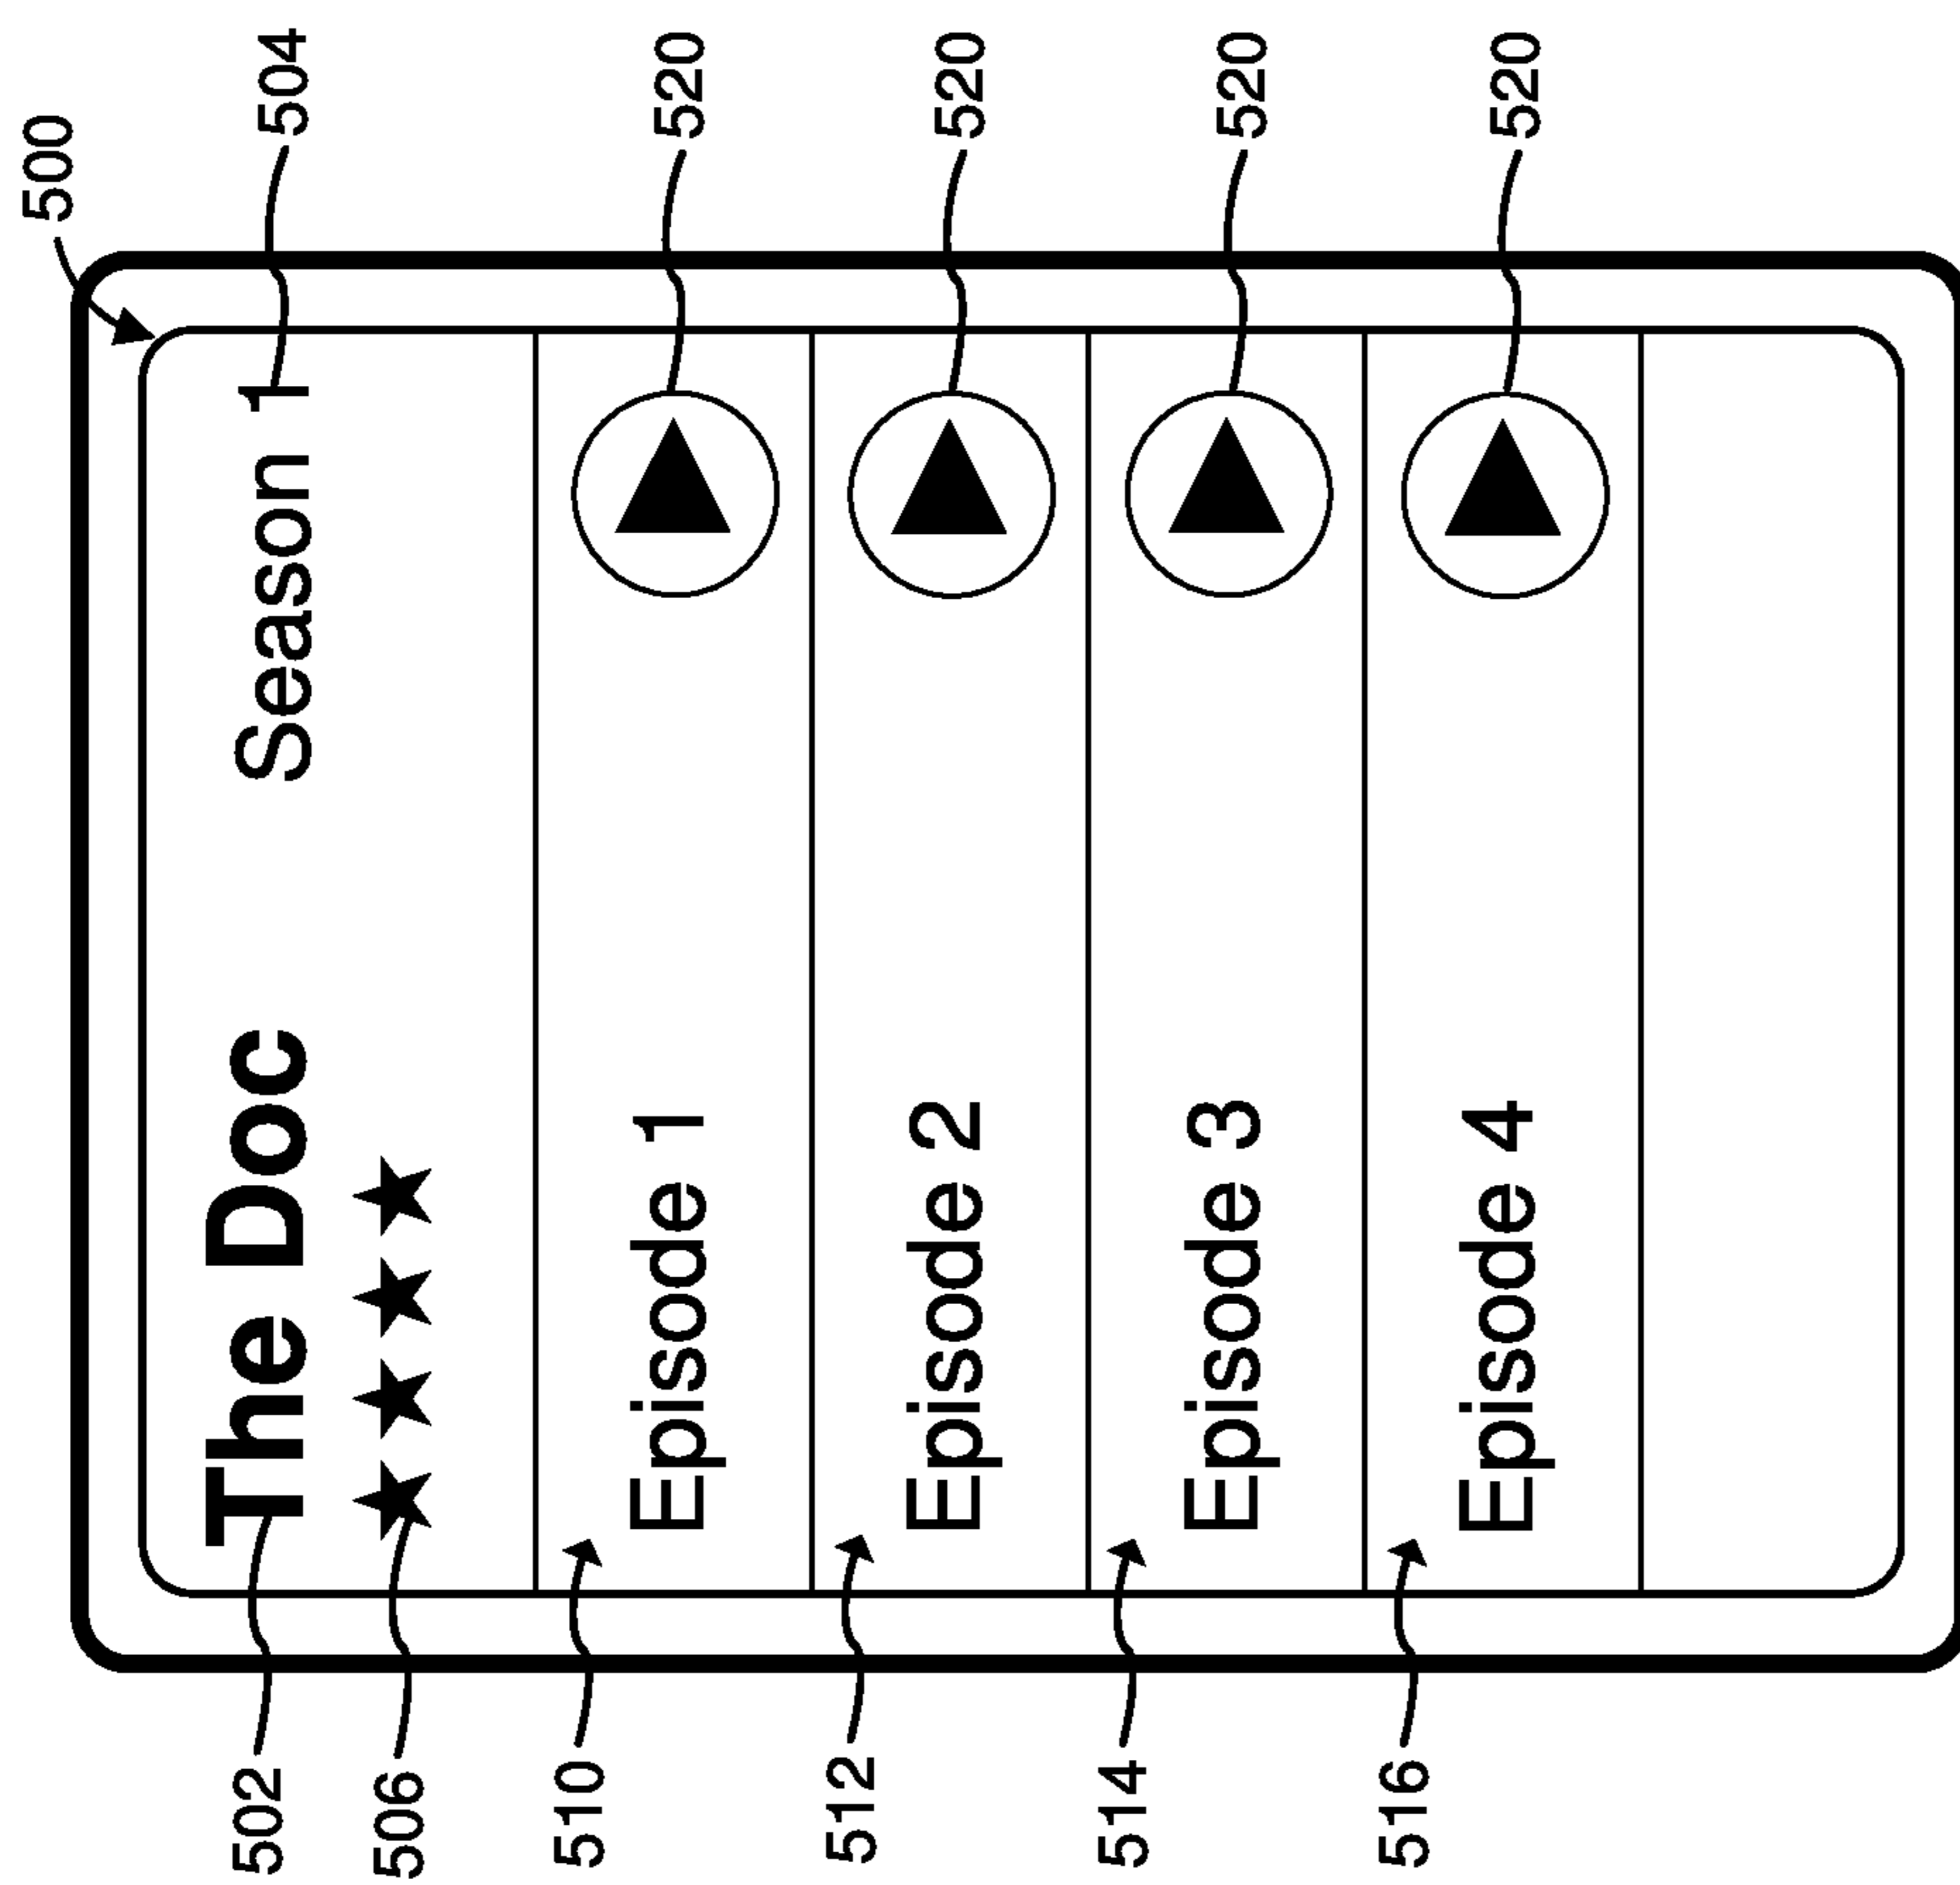 500
502 The Doc Season 1 504
506 ★★★★
510 Episode 1 520
512 Episode 2 520
514 Episode 3 520
516 Episode 4 520